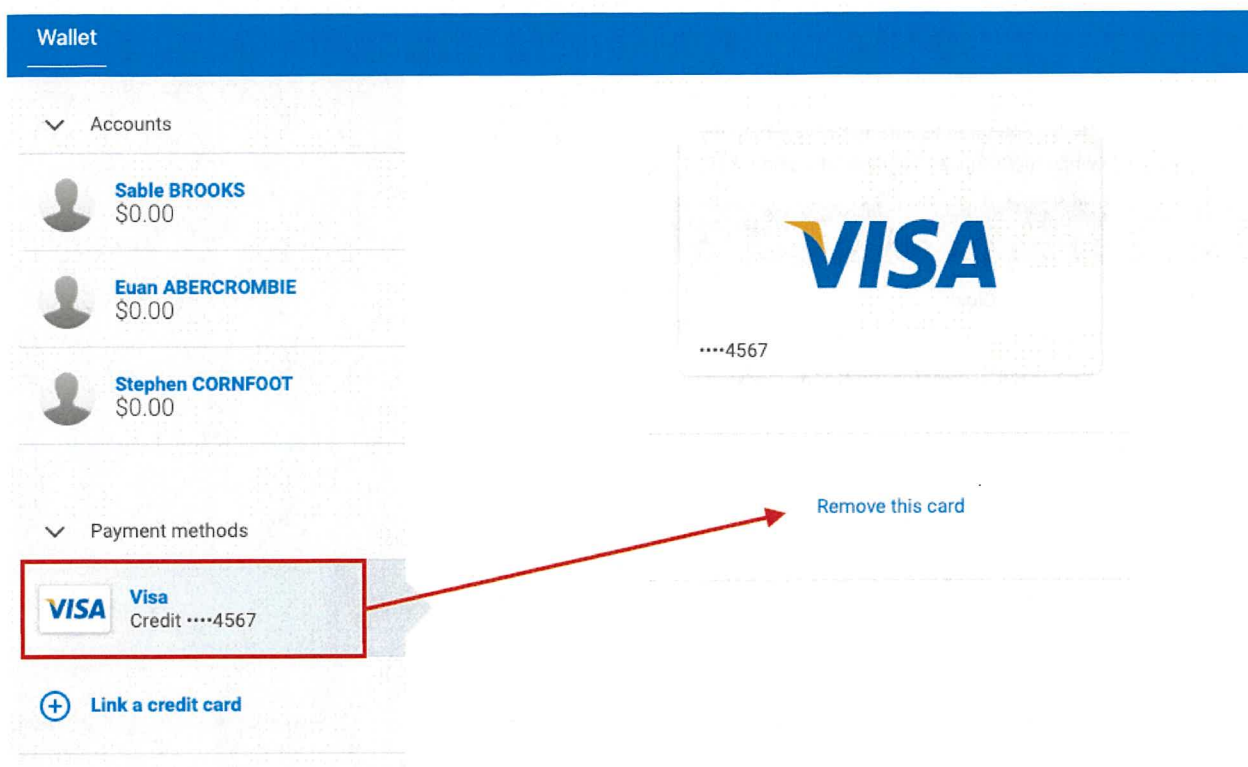 Wallet
Accounts
Sable BROOKS
$0.00
Euan ABERCROMBIE
$0.00
Stephen CORNFOOT
$0.00
Payment methods
VISA
Visa
Credit ····4567
Link a credit card
VISA
····4567
Remove this card